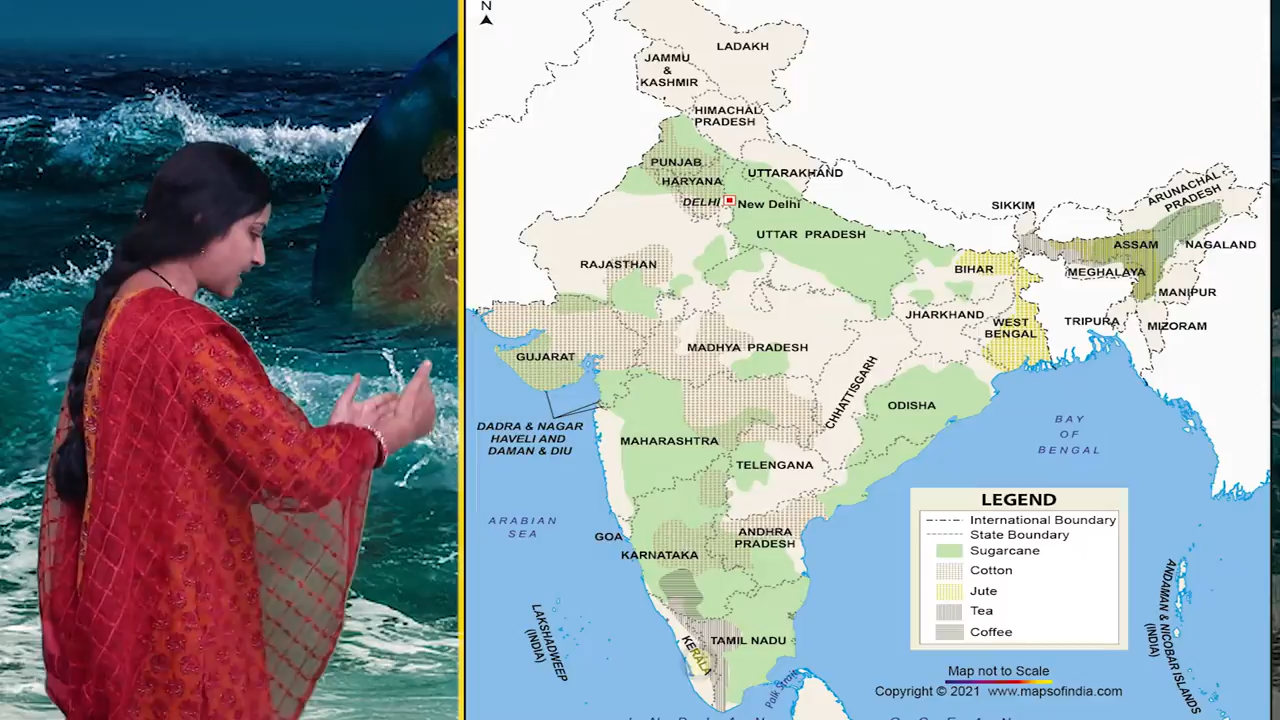 N
LADAKH
JAMMU
&
KASHMIR
HIMACHAL
PRADESH
PUNJAB
UTTARAKHAND
HARYANA
DELHI
New Delhi
ARUNACHAL
PRADESH
SIKKIM
UTTAR PRADESH
ASSAM
NAGALAND
RAJASTHAN
BIHAR
MEGHALAYA
MANIPUR
JHARKHAND
WEST
BENGAL
TRIPURA
MIZORAM
GUJARAT
MADHYA PRADESH
CHHATTISGARH
ODISHA
DADRA & NAGAR
HAVELI AND
DAMAN & DIU
MAHARASHTRA
TELENGANA
BAY
OF
BENGAL
ARABIAN
SEA
GOA
ANDHRA
PRADESH
KARNATAKA
LEGEND
International Boundary
State Boundary
Sugarcane
Cotton
Jute
Tea
Coffee
LAKSHADWEEP
(INDIA)
KERALA
TAMIL NADU
ANDAMAN & NICOBAR ISLANDS
(INDIA)
Palk Strait
Map not to Scale
Copyright © 2021 www.mapsofindia.com